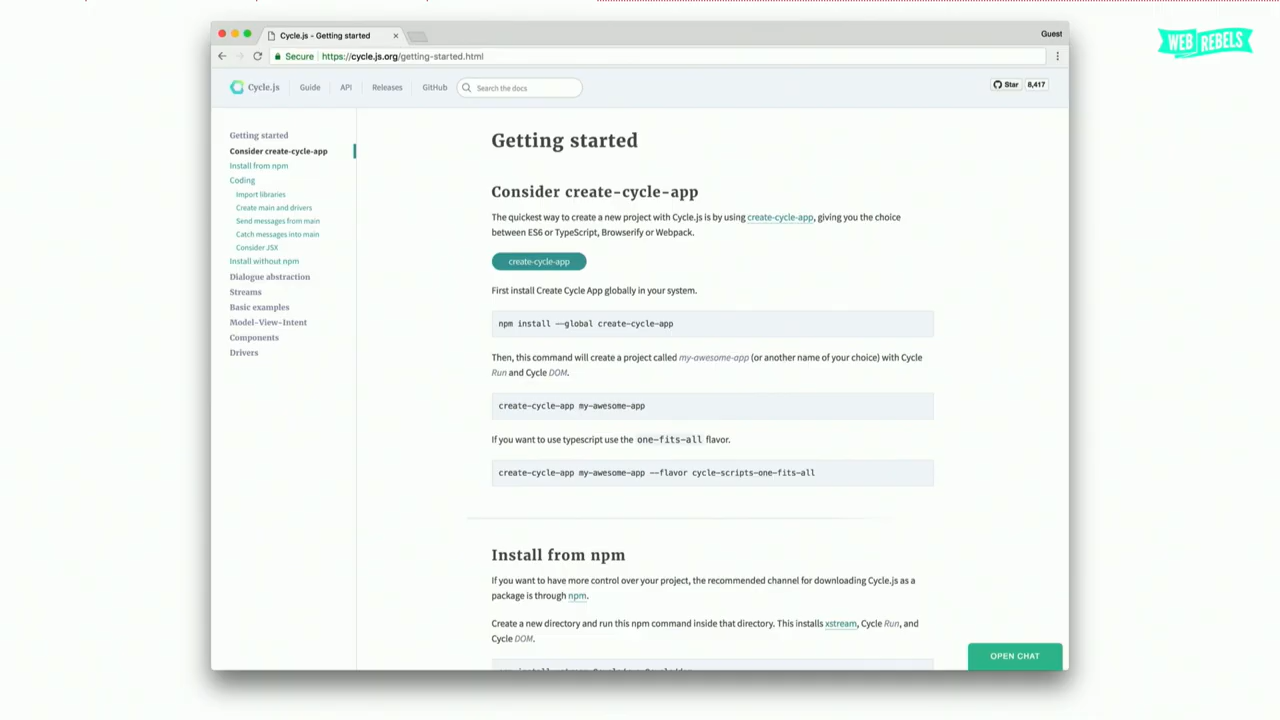 Cycle.js - Getting started
Guest
Secure https://cycle.js.org/getting-started.html
WEB REBELS
Cycle.js
Guide
API
Releases
GitHub
Search the docs
Star 8,417
Getting started
Consider create-cycle-app
Install from npm
Coding
Import libraries
Create main and drivers
Send messages from main
Catch messages into main
Consider JSX
Install without npm
Dialogue abstraction
Streams
Basic examples
Model-View-Intent
Components
Drivers
Getting started
Consider create-cycle-app
The quickest way to create a new project with Cycle.js is by using create-cycle-app, giving you the choice
between ES6 or TypeScript, Browserify or Webpack.
create-cycle-app
First install Create Cycle App globally in your system.
npm install --global create-cycle-app
Then, this command will create a project called my-awesome-app (or another name of your choice) with Cycle
Run and Cycle DOM.
create-cycle-app my-awesome-app
If you want to use typescript use the one-fits-all flavor.
create-cycle-app my-awesome-app --flavor cycle-scripts-one-fits-all
Install from npm
If you want to have more control over your project, the recommended channel for downloading Cycle.js as a
package is through npm.
Create a new directory and run this npm command inside that directory. This installs xstream, Cycle Run, and
Cycle DOM.
OPEN CHAT